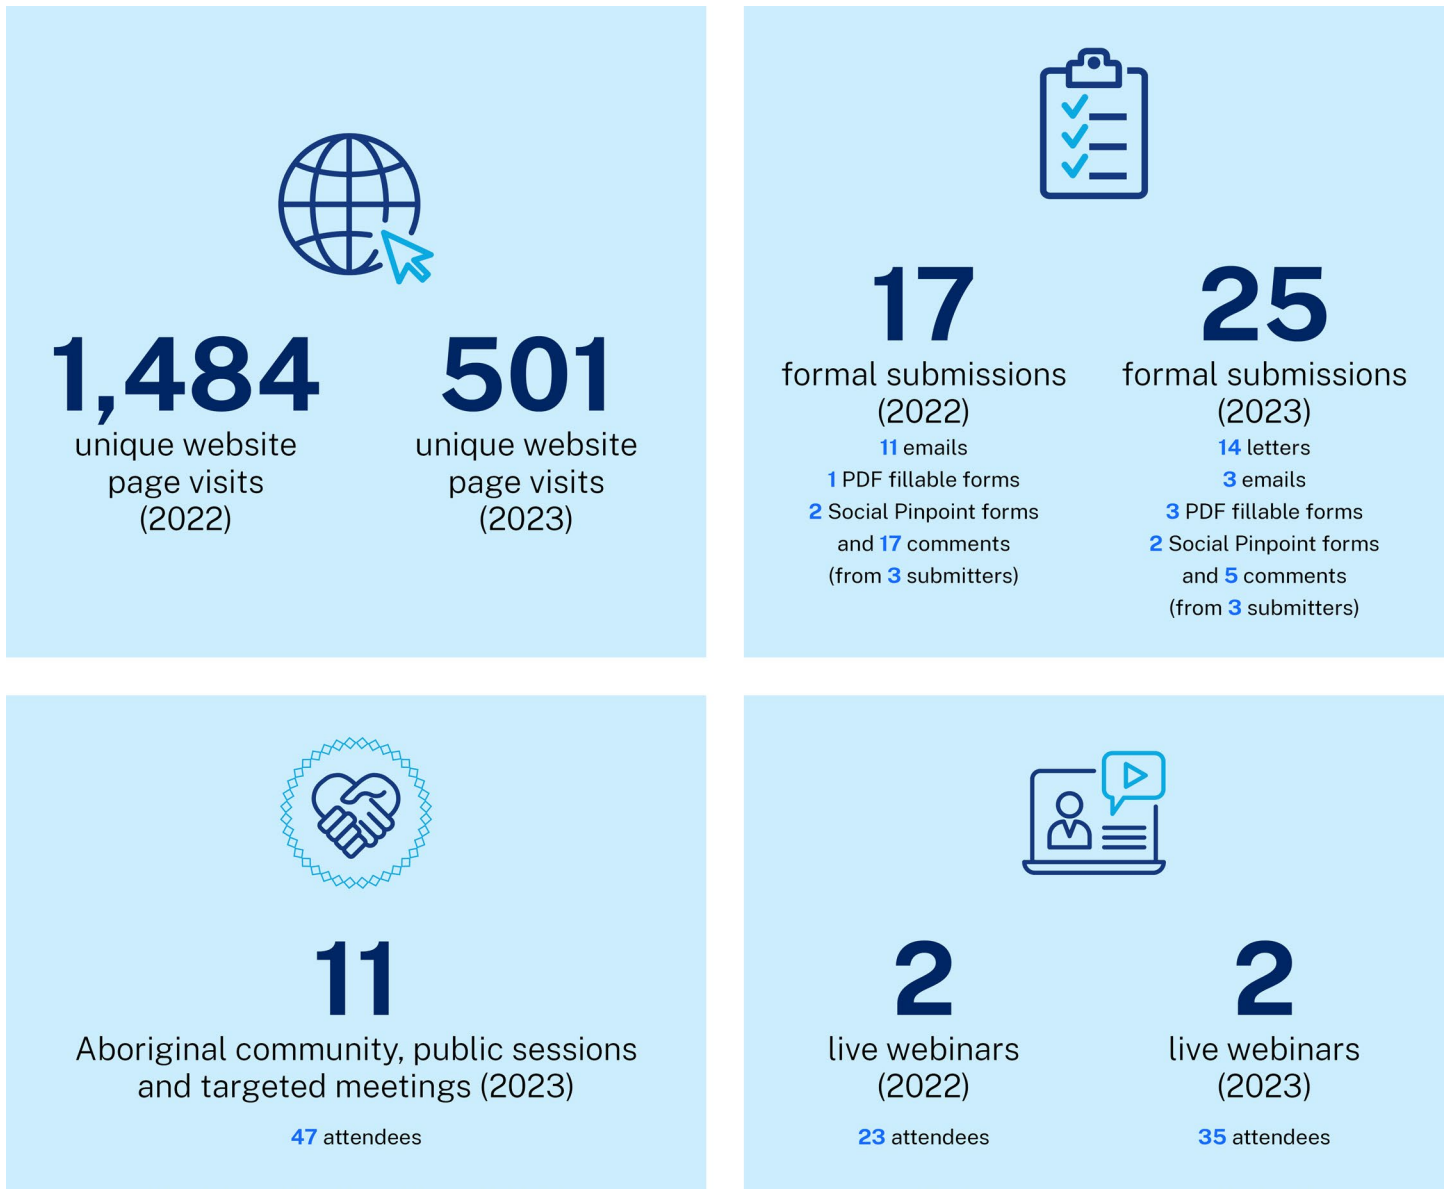 1,484
unique website
page visits
(2022)
501
unique website
page visits
(2023)
17
formal submissions
(2022)
11 emails
1 PDF fillable forms
2 Social Pinpoint forms
and 17 comments
(from 3 submitters)
25
formal submissions
(2023)
14 letters
3 emails
3 PDF fillable forms
2 Social Pinpoint forms
and 5 comments
(from 3 submitters)
11
Aboriginal community, public sessions
and targeted meetings (2023)
47 attendees
2
live webinars
(2022)
23 attendees
2
live webinars
(2023)
35 attendees